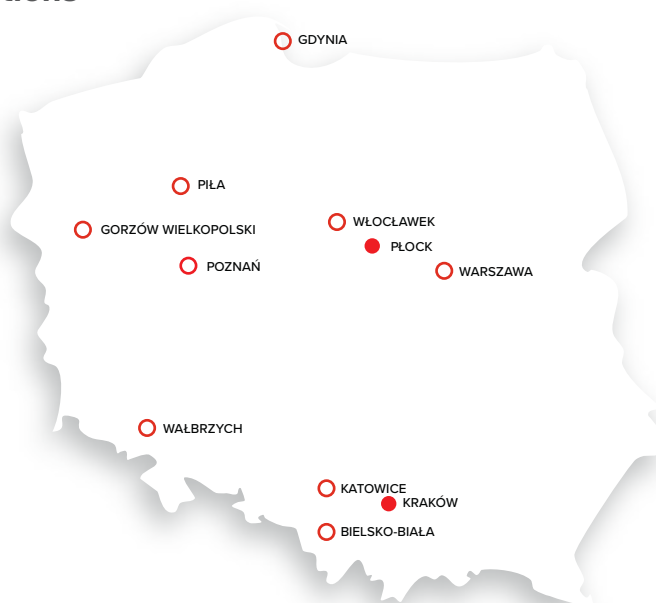 GDYNIA
PIŁA
GORZÓW WIELKOPOLSKI
WŁOCŁAWEK
PŁOCK
POZNAŃ
WARSZAWA
WAŁBRZYCH
KATOWICE
KRAKÓW
BIELSKO-BIAŁA